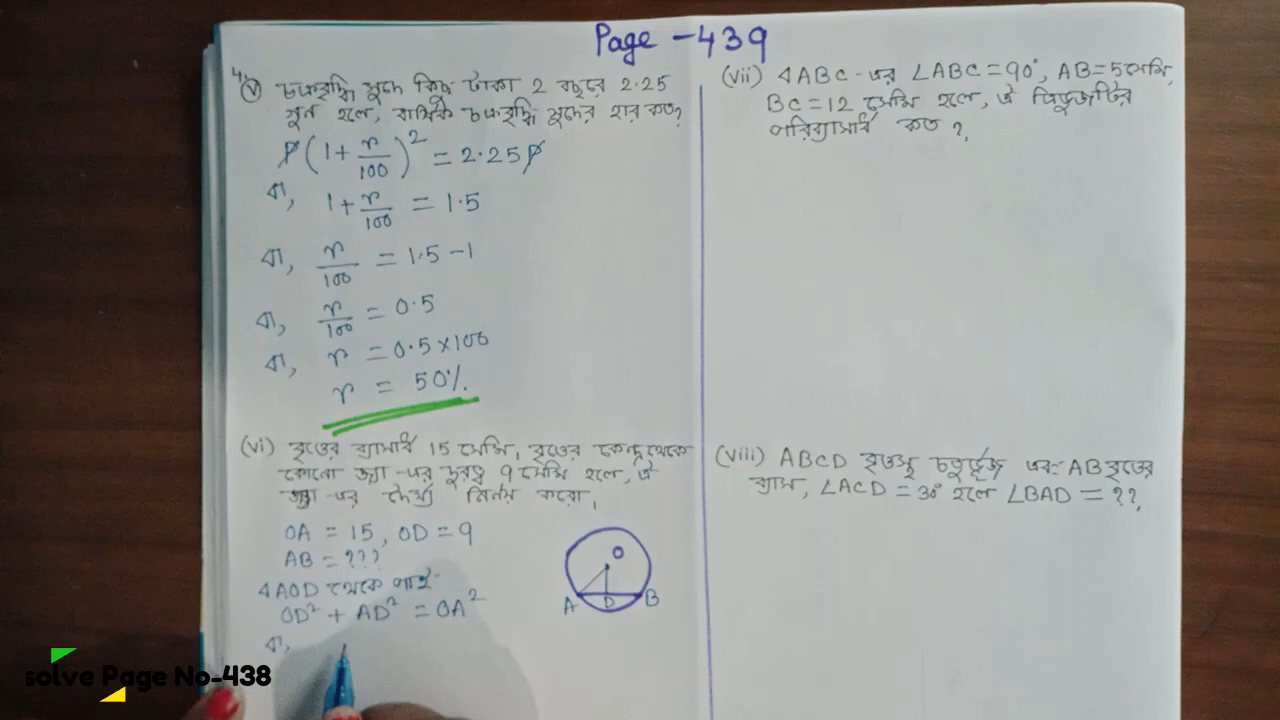 Page -439
4.
(v) চক্রবৃদ্ধি সুদে কিছু টাকা 2 বছরে 2.25
গুন হলে, বার্ষিক চক্রবৃদ্ধি সুদের হার কত?
P(1+r/100)² = 2.25P
বা, 1+r/100 = 1.5
বা, r/100 = 1.5-1
বা, r/100 = 0.5
বা, r = 0.5×100
r = 50%.
(vi) বৃত্তের ব্যাসার্ধ 15 সেমি, বৃত্তের কেন্দ্র থেকে
কোনো জ্যা -এর দূরত্ব 9 সেমি হলে, ঐ
জ্যা -এর দৈর্ঘ্য নির্নয় করো,
OA = 15, OD = 9
AB = ???
△AOD থেকে পাই-
OD² + AD² = OA²
বা,
O
A D B
(vii) △ABC-এর ∠ABC=90°, AB=5সেমি,
BC=12 সেমি হলে, ঐ ত্রিভুজটির
পরিব্যাসার্ধ কত ?
(viii) ABCD বৃত্তস্থ চতুর্ভুজ এবং AB বৃত্তের
ব্যাস, ∠ACD = 30° হলে ∠BAD = ??
solve Page No-438